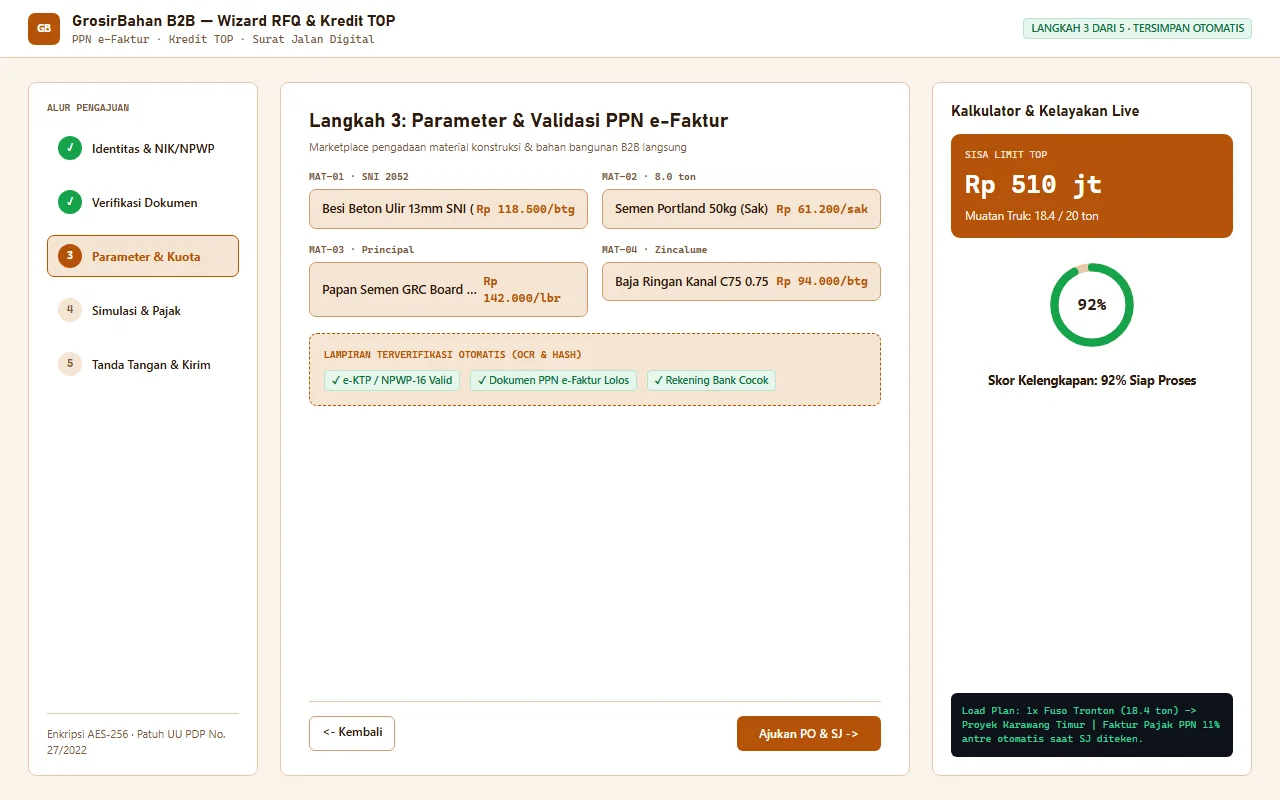 GB
GrosirBahan B2B — Wizard RFQ & Kredit TOP
PPN e-Faktur · Kredit TOP · Surat Jalan Digital
LANGKAH 3 DARI 5 · TERSIMPAN OTOMATIS
ALUR PENGAJUAN
✓ Identitas & NIK/NPWP
✓ Verifikasi Dokumen
3 Parameter & Kuota
4 Simulasi & Pajak
5 Tanda Tangan & Kirim
Enkripsi AES-256 · Patuh UU PDP No.
27/2022
Langkah 3: Parameter & Validasi PPN e-Faktur
Marketplace pengadaan material konstruksi & bahan bangunan B2B langsung
MAT-01 · SNI 2052
Besi Beton Ulir 13mm SNI ( Rp 118.500/btg
MAT-02 · 8.0 ton
Semen Portland 50kg (Sak) Rp 61.200/sak
MAT-03 · Principal
Papan Semen GRC Board ... Rp
142.000/lbr
MAT-04 · Zincalume
Baja Ringan Kanal C75 0.75 Rp 94.000/btg
LAMPIRAN TERVERIFIKASI OTOMATIS (OCR & HASH)
✓ e-KTP / NPWP-16 Valid
✓ Dokumen PPN e-Faktur Lolos
✓ Rekening Bank Cocok
<- Kembali
Ajukan PO & SJ ->
Kalkulator & Kelayakan Live
SISA LIMIT TOP
Rp 510 jt
Muatan Truk: 18.4 / 20 ton
92%
Skor Kelengkapan: 92% Siap Proses
Load Plan: 1x Fuso Tronton (18.4 ton) ->
Proyek Karawang Timur | Faktur Pajak PPN 11%
antre otomatis saat SJ diteken.